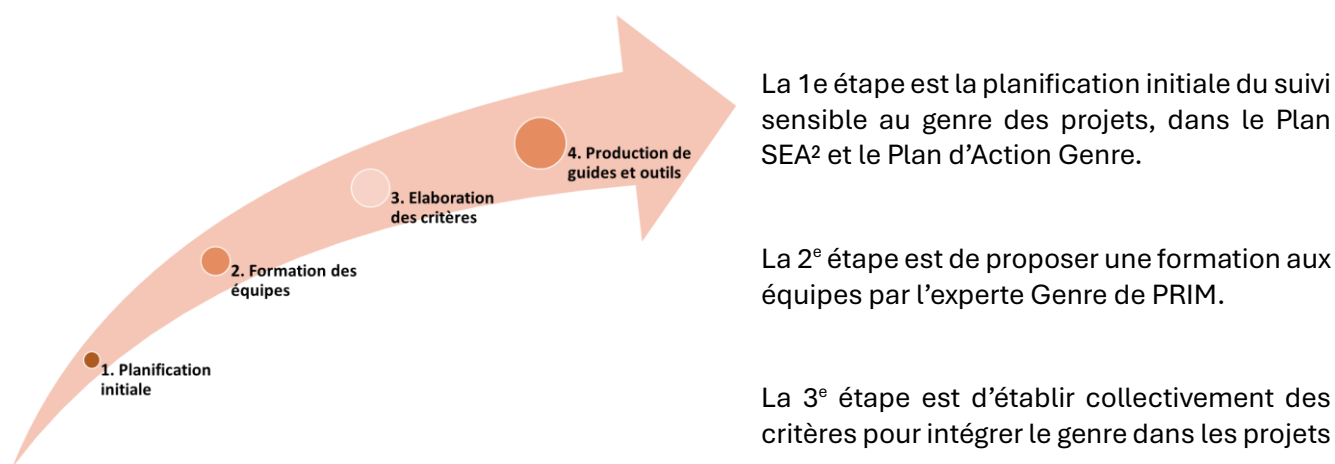 4. Production de
guides et outils
3. Elaboration
des critères
2. Formation des
équipes
1. Planification
initiale
La 1e étape est la planification initiale du suivi
sensible au genre des projets, dans le Plan
SEA² et le Plan d’Action Genre.
La 2ᵉ étape est de proposer une formation aux
équipes par l’experte Genre de PRIM.
La 3ᵉ étape est d’établir collectivement des
critères pour intégrer le genre dans les projets